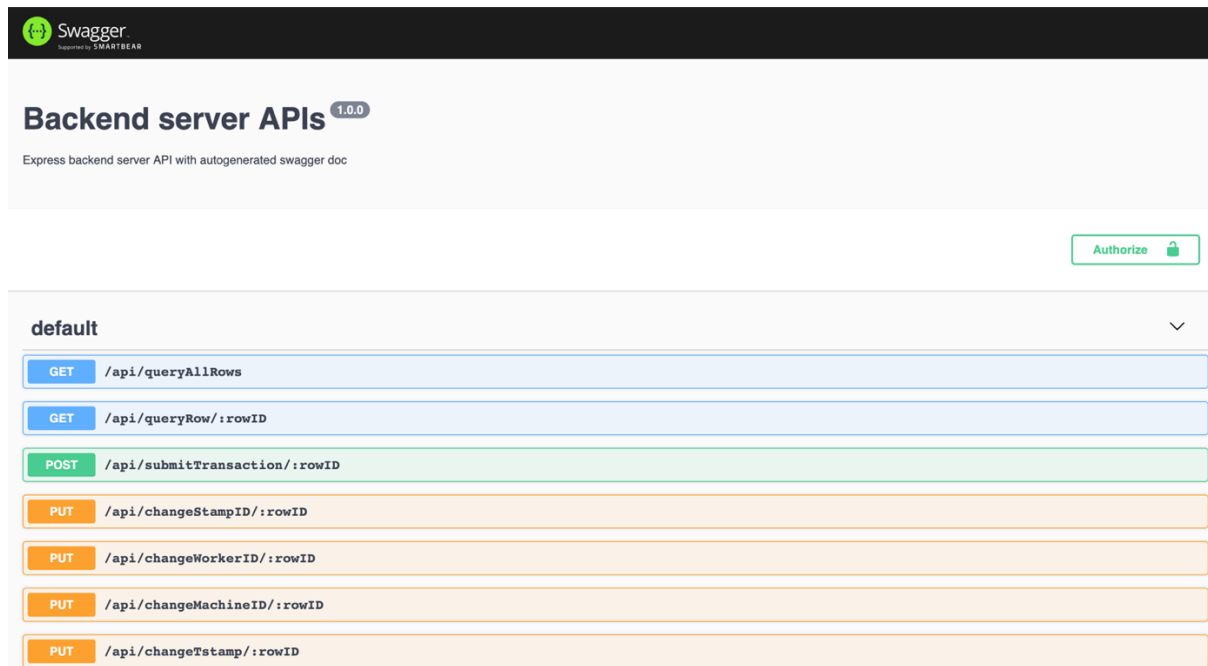 {··} Swagger.
Supported by SMARTBEAR
Backend server APIs 1.0.0
Express backend server API with autogenerated swagger doc
Authorize
default
GET /api/queryAllRows
GET /api/queryRow/:rowID
POST /api/submitTransaction/:rowID
PUT /api/changeStampID/:rowID
PUT /api/changeWorkerID/:rowID
PUT /api/changeMachineID/:rowID
PUT /api/changeTstamp/:rowID